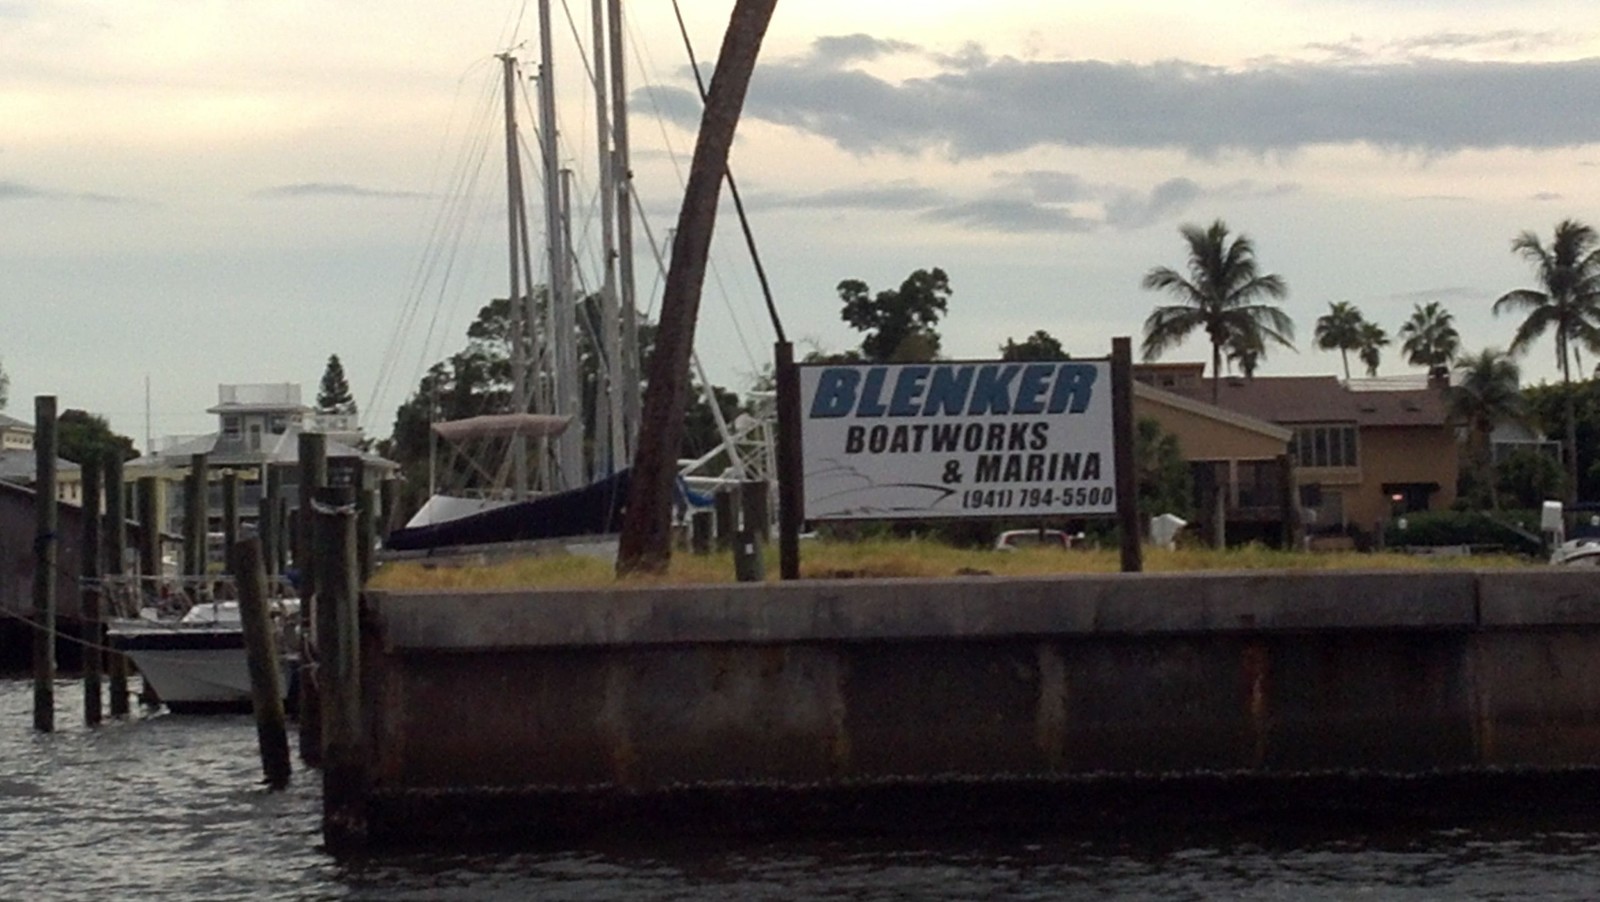 BLENKER
BOATWORKS
& MARINA
(941) 794-5500